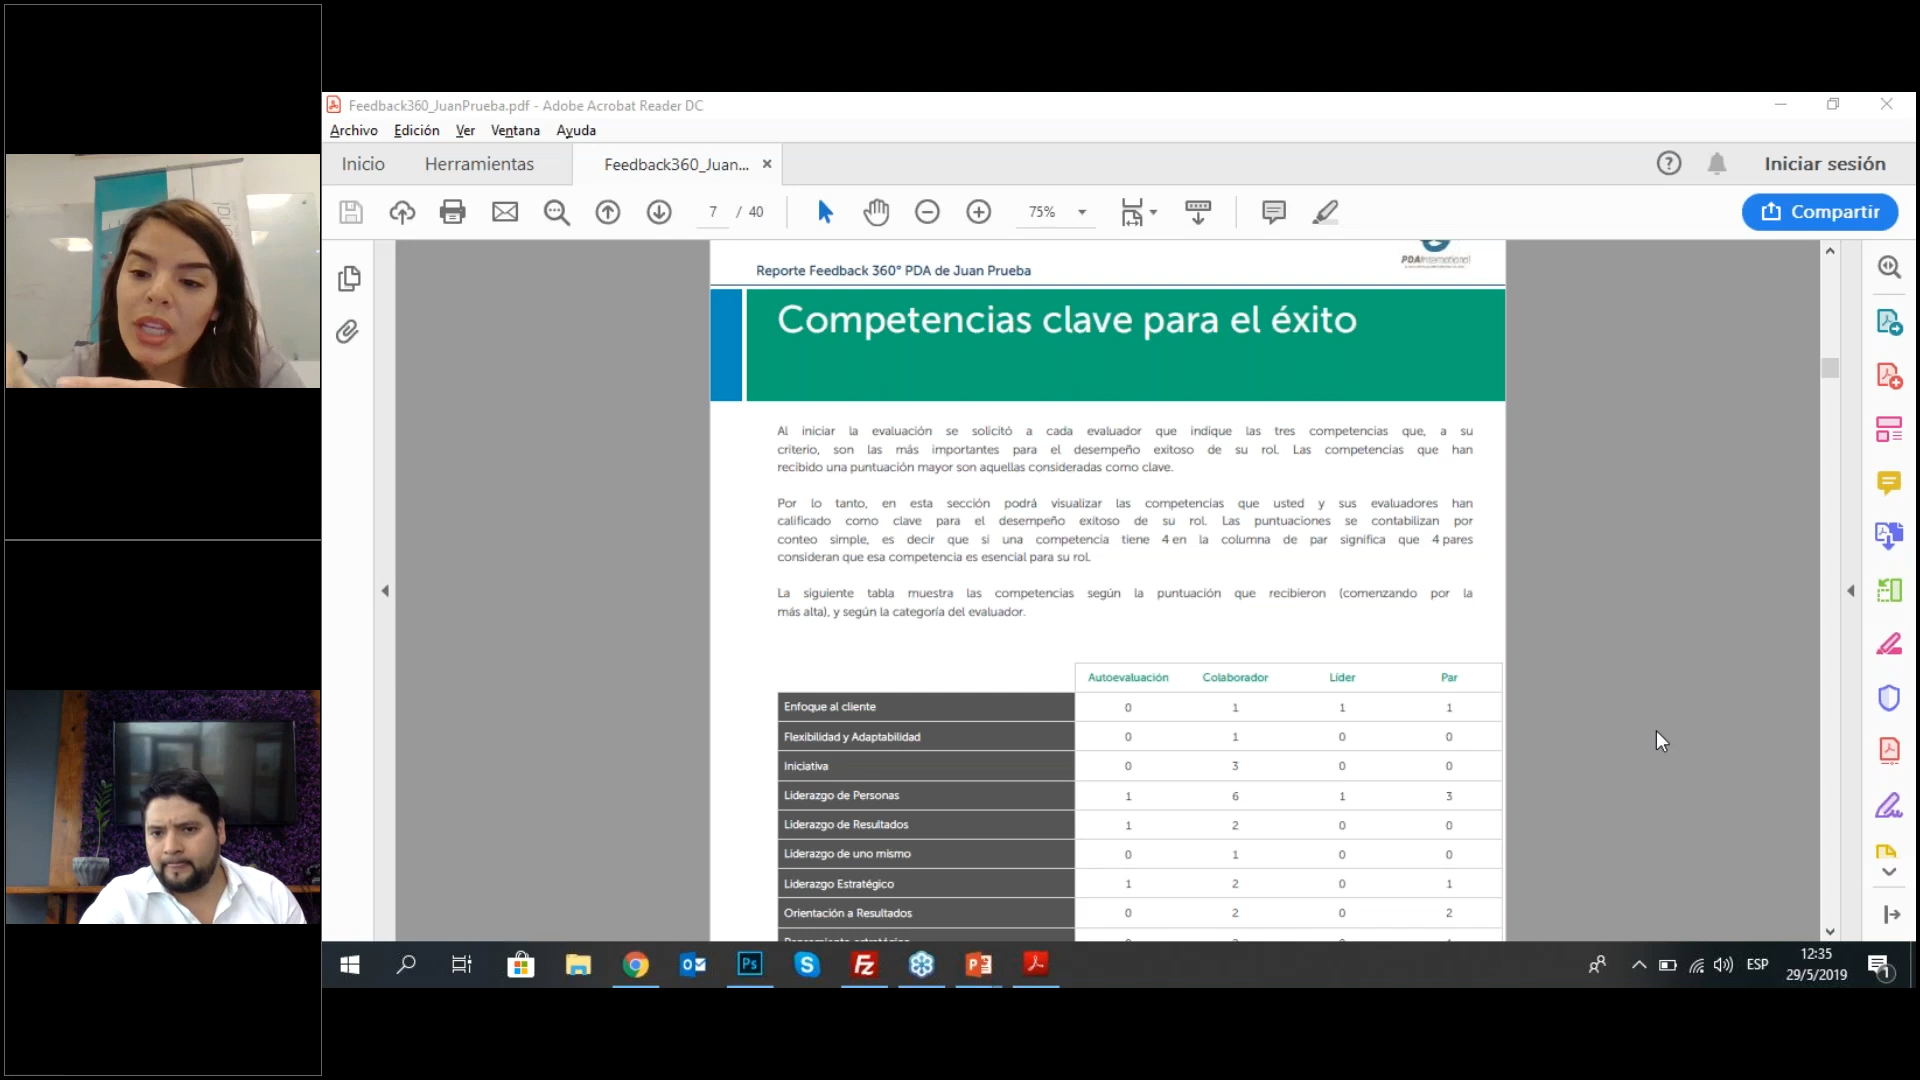 Feedback360_JuanPrueba.pdf - Adobe Acrobat Reader DC
Archivo Edición Ver Ventana Ayuda
Inicio Herramientas Feedback360_Juan... × Iniciar sesión
7 / 40 75% Compartir
Reporte Feedback 360° PDA de Juan Prueba
PDA International
Competencias clave para el éxito
Al iniciar la evaluación se solicitó a cada evaluador que indique las tres competencias que, a su
criterio, son las más importantes para el desempeño exitoso de su rol. Las competencias que han
recibido una puntuación mayor son aquellas consideradas como clave.
Por lo tanto, en esta sección podrá visualizar las competencias que usted y sus evaluadores han
calificado como clave para el desempeño exitoso de su rol. Las puntuaciones se contabilizan por
conteo simple, es decir que si una competencia tiene 4 en la columna de par significa que 4 pares
consideran que esa competencia es esencial para su rol.
La siguiente tabla muestra las competencias según la puntuación que recibieron (comenzando por la
más alta), y según la categoría del evaluador.
Autoevaluación Colaborador Líder Par
Enfoque al cliente 0 1 1 1
Flexibilidad y Adaptabilidad 0 1 0 0
Iniciativa 0 3 0 0
Liderazgo de Personas 1 6 1 3
Liderazgo de Resultados 1 2 0 0
Liderazgo de uno mismo 0 1 0 0
Liderazgo Estratégico 1 2 0 1
Orientación a Resultados 0 2 0 2
ESP
12:35
29/5/2019
1